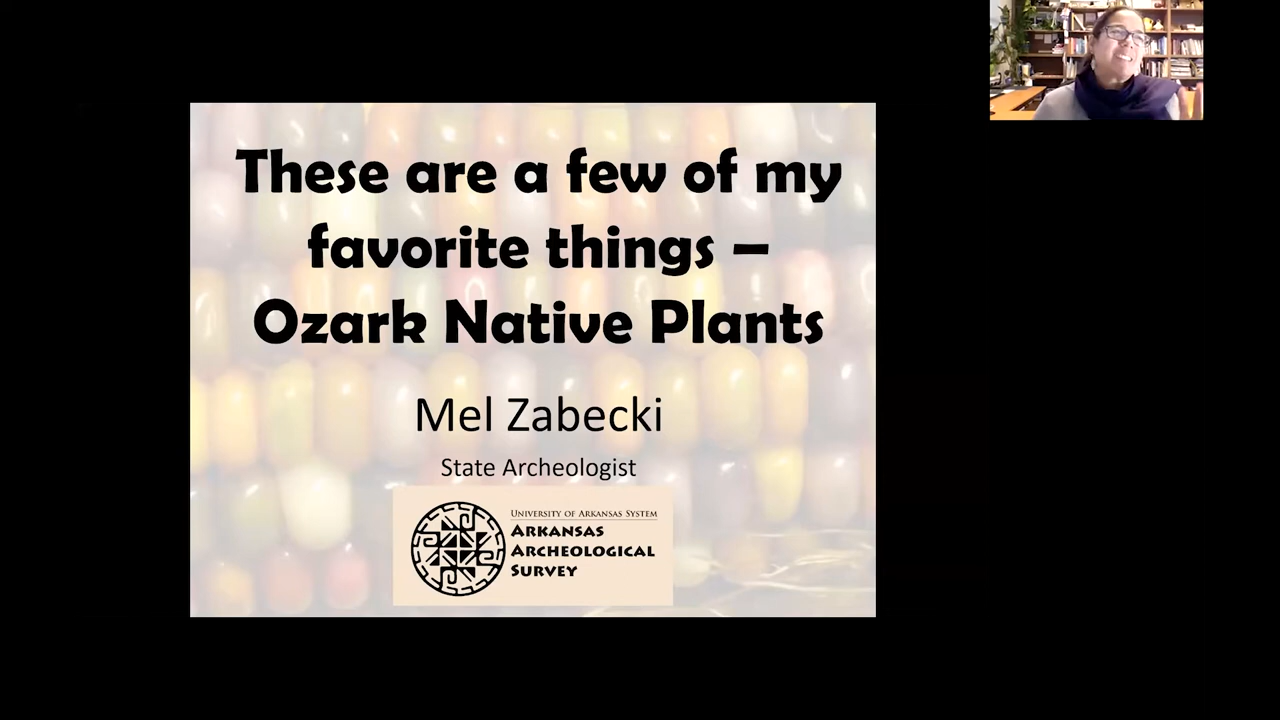 These are a few of my
favorite things –
Ozark Native Plants
Mel Zabecki
State Archeologist
University of Arkansas System
Arkansas
Archeological
Survey